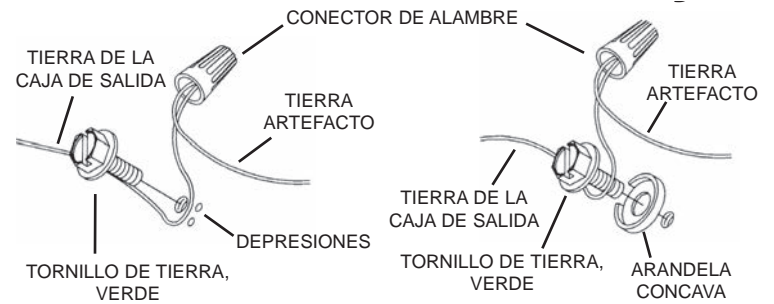 CONECTOR DE ALAMBRE
TIERRA DE LA
CAJA DE SALIDA
TIERRA
ARTEFACTO
DEPRESIONES
TORNILLO DE TIERRA,
VERDE
TIERRA
ARTEFACTO
TIERRA DE LA
CAJA DE SALIDA
TORNILLO DE TIERRA,
VERDE
ARANDELA
CONCAVA